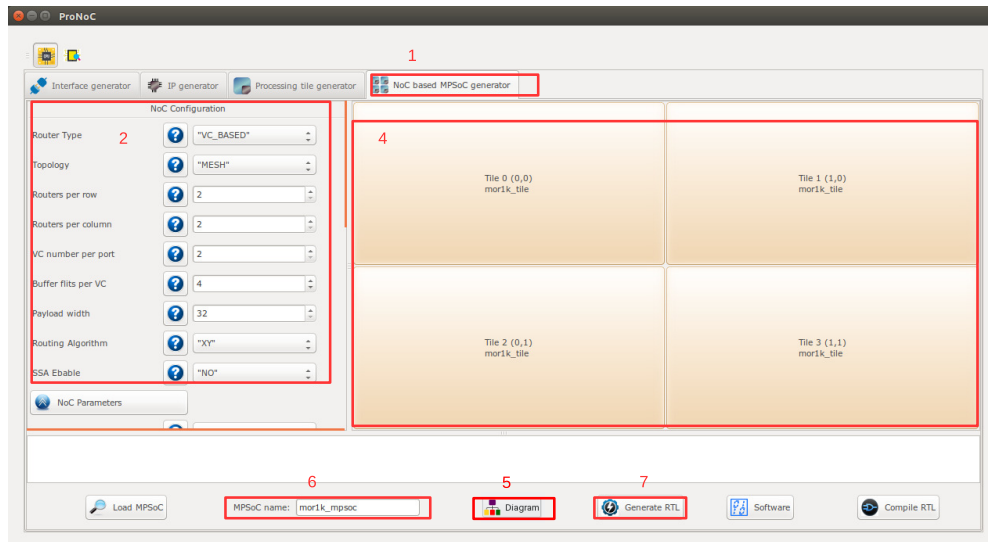 ProNoC
1
Interface generator
IP generator
Processing tile generator
NoC based MPSoC generator
NoC Configuration
2
4
Router Type
"VC_BASED"
Topology
"MESH"
Routers per row
2
Routers per column
2
VC number per port
2
Buffer flits per VC
4
Payload width
32
Routing Algorithm
"XY"
SSA Ebable
"NO"
NoC Parameters
Tile 0 (0,0)
mor1k_tile
Tile 1 (1,0)
mor1k_tile
Tile 2 (0,1)
mor1k_tile
Tile 3 (1,1)
mor1k_tile
6
5
7
Load MPSoC
MPSoC name:
mor1k_mpsoc
Diagram
Generate RTL
Software
Compile RTL